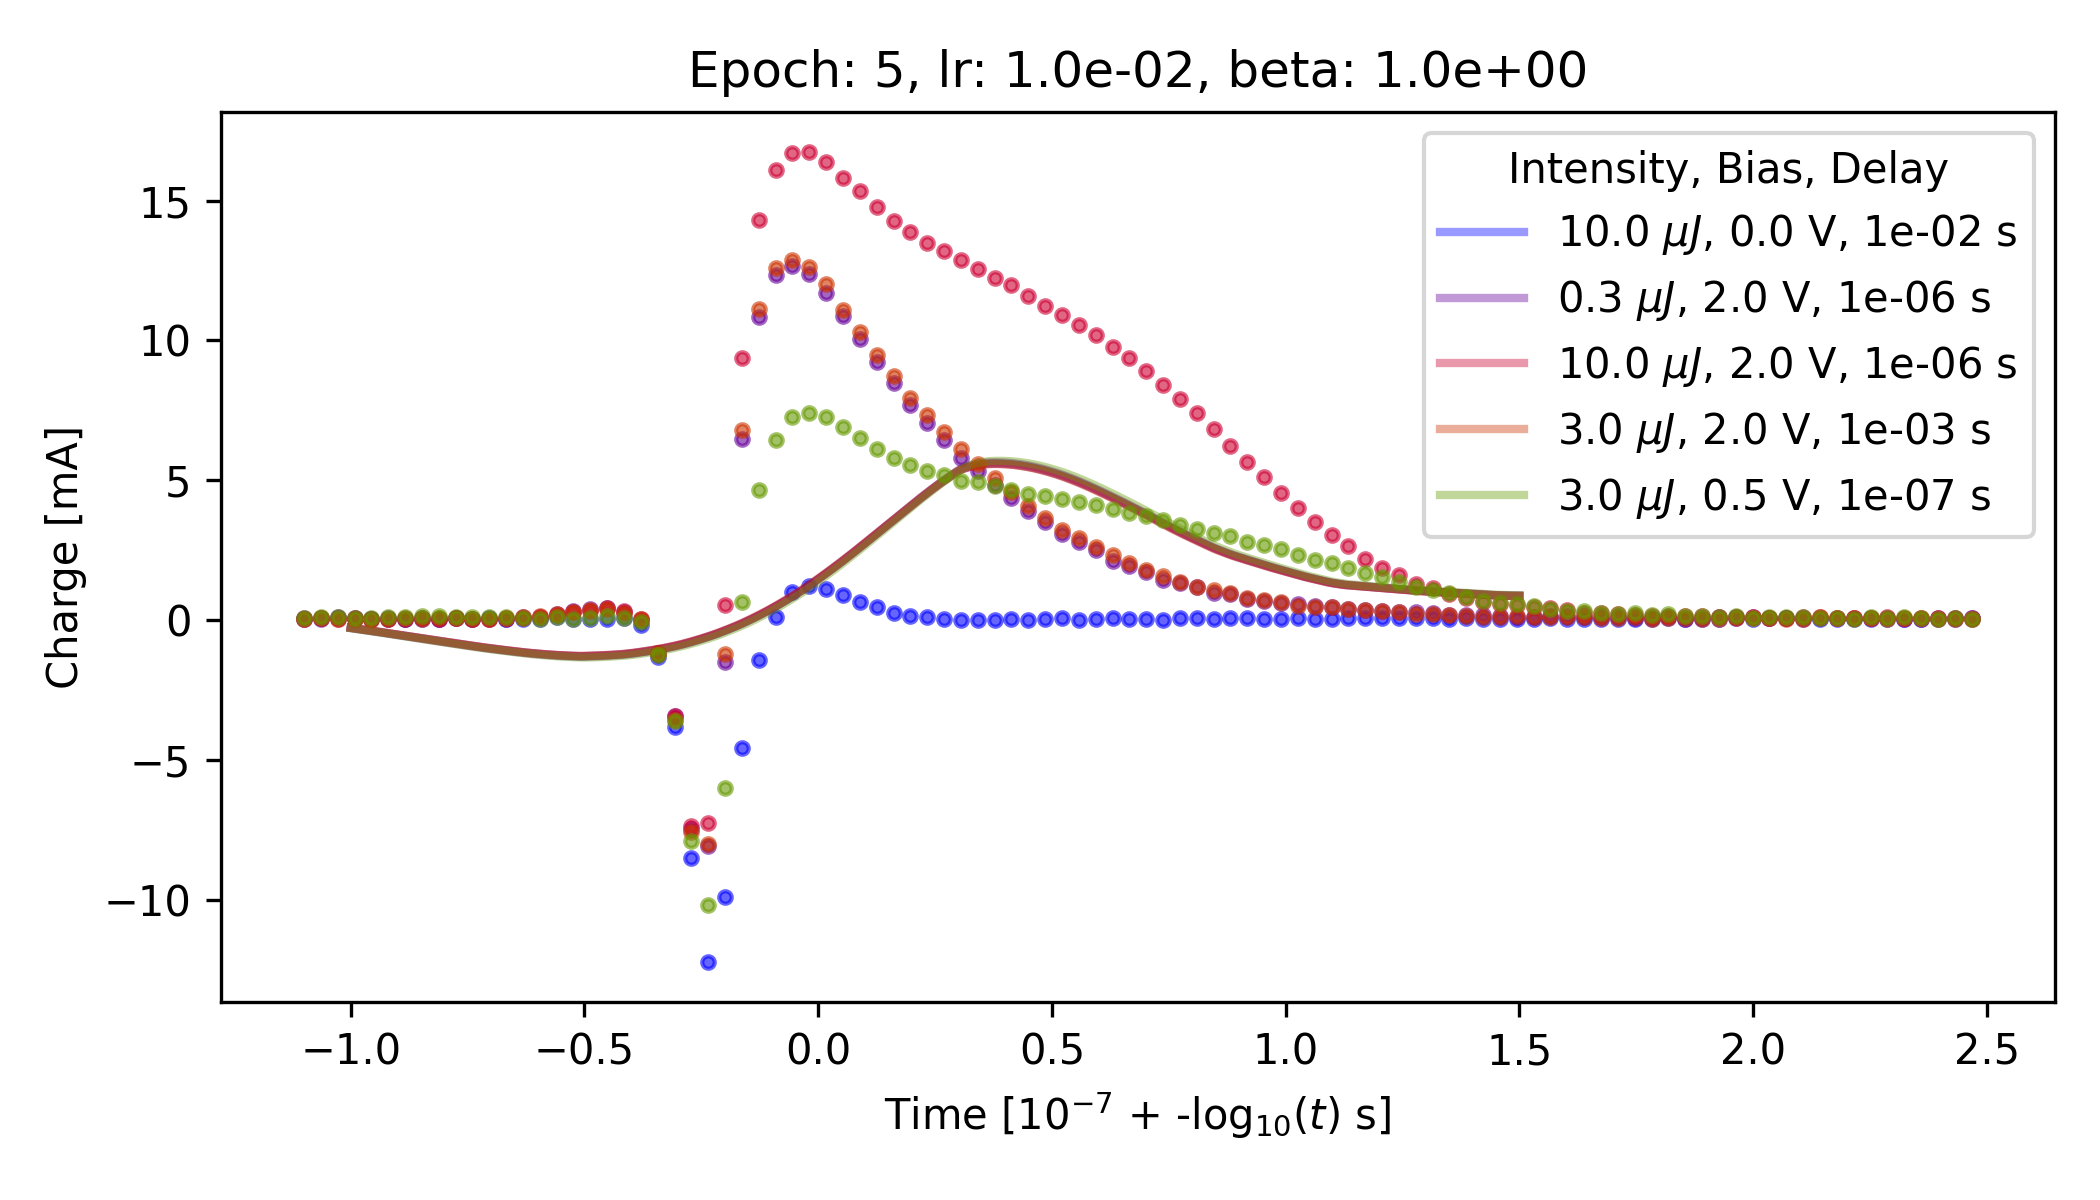 Epoch: 5, lr: 1.0e-02, beta: 1.0e+00
Intensity, Bias, Delay
10.0 μJ, 0.0 V, 1e-02 s
0.3 μJ, 2.0 V, 1e-06 s
10.0 μJ, 2.0 V, 1e-06 s
3.0 μJ, 2.0 V, 1e-03 s
3.0 μJ, 0.5 V, 1e-07 s
Charge [mA]
15
10
5
0
−5
−10
−1.0 −0.5 0.0 0.5 1.0 1.5 2.0 2.5
Time [10⁻⁷ + -log₁₀(t) s]